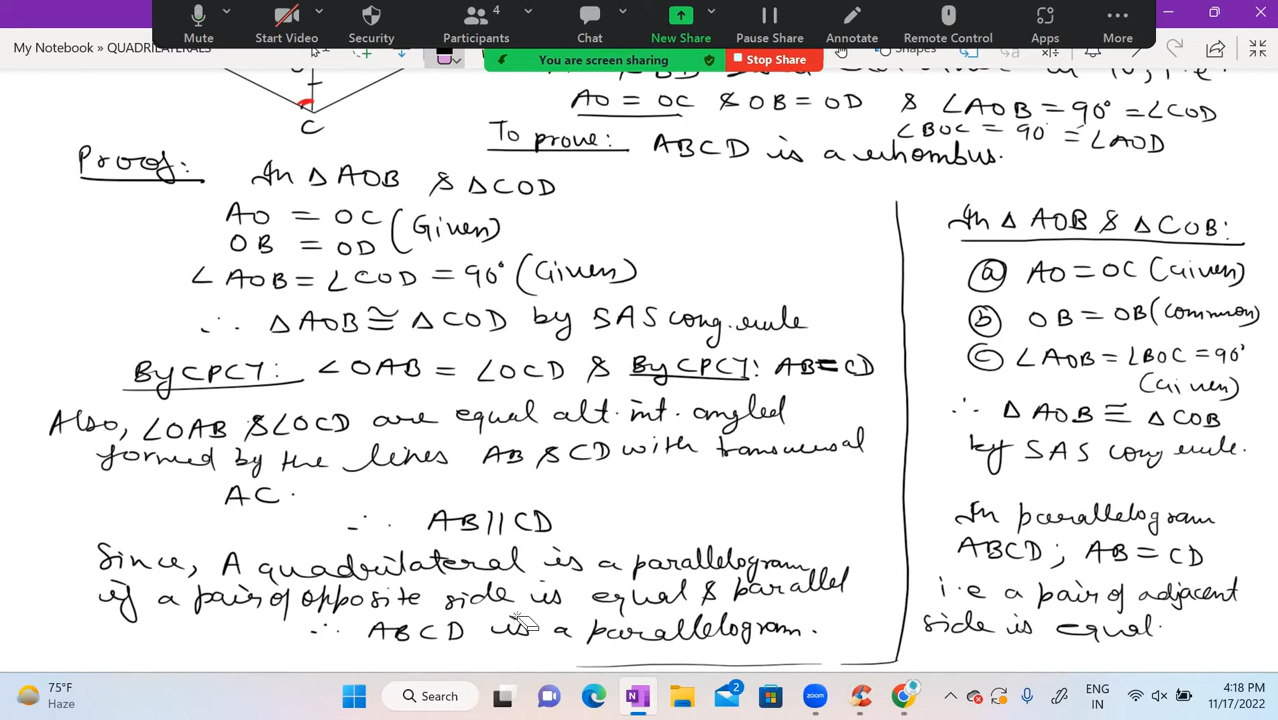 Mute
Start Video
Security
4
Participants
Chat
New Share
Pause Share
Annotate
Remote Control
Apps
More
My Notebook » QUADRILATERALS
You are screen sharing
Stop Share
Shapes
C
AO = OC & OB = OD & ∠AOB = 90° = ∠COD
∠BOC = 90° = ∠AOD
To prove: ABCD is a rhombus.
Proof: In △AOB & △COD
AO = OC
OB = OD (Given)
∠AOB = ∠COD = 90° (Given)
∴ △AOB ≅ △COD by SAS cong. rule
By CPCT: ∠OAB = ∠OCD & By CPCT: AB = CD
Also, ∠OAB & ∠OCD are equal alt. int. angled
formed by the lines AB & CD with transversal
AC.
∴ AB || CD
Since, A quadrilateral is a parallelogram
if a pair of opposite side is equal & parallel
∴ ABCD is a parallelogram.
In △AOB & △COB:
(a) AO = OC (Given)
(b) OB = OB (common)
(c) ∠AOB = ∠BOC = 90°
(Given)
∴ △AOB ≅ △COB
by SAS cong rule.
In parallelogram
ABCD; AB = CD
i.e a pair of adjacent
side is equal.
75°F
Haze
Search
2
ENG
IN
4:18 PM
11/17/2022